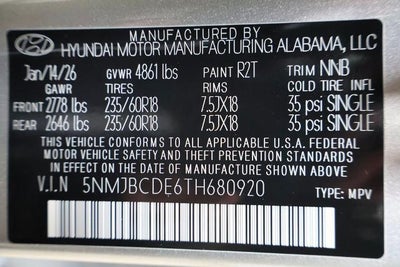 MANUFACTURED BY
HYUNDAI MOTOR MANUFACTURING ALABAMA, LLC
Jan/14/26 GVWR 4861 lbs PAINT R2T TRIM NNB
GAWR TIRES RIMS COLD TIRE INFL
FRONT 2778 lbs 235/60R18 7.5JX18 35 psi SINGLE
REAR 2646 lbs 235/60R18 7.5JX18 35 psi SINGLE
THIS VEHICLE CONFORMS TO ALL APPLICABLE U.S.A. FEDERAL
MOTOR VEHICLE SAFETY AND THEFT PREVENTION STANDARDS
IN EFFECT ON THE DATE OF MANUFACTURE SHOWN ABOVE
V.I.N 5NMJBCDE6TH680920 TYPE: MPV